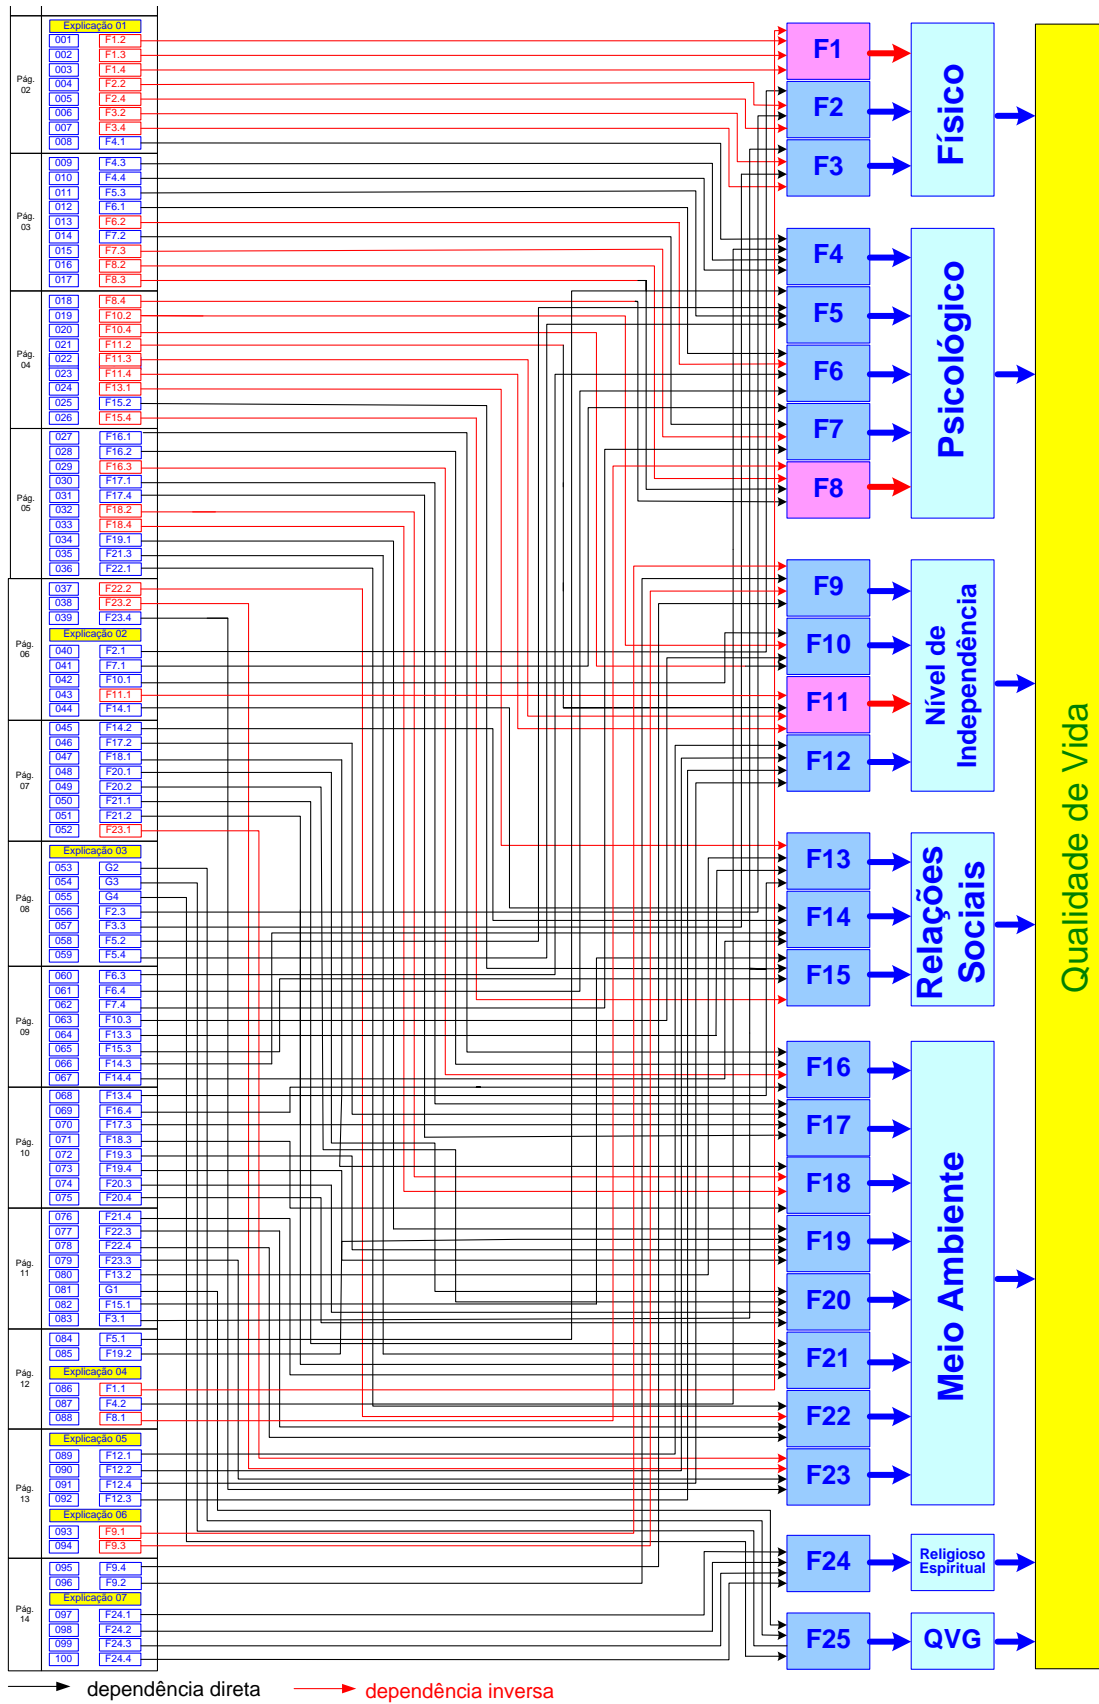 Explicação 01
001 F1.2
002 F1.3
003 F1.4
Pág.
02
004 F2.2
005 F2.4
006 F3.2
007 F3.4
008 F4.1
009 F4.3
010 F4.4
011 F5.3
012 F6.1
Pág.
03
013 F6.2
014 F7.2
015 F7.3
016 F8.2
017 F8.3
018 F8.4
019 F10.2
020 F10.4
021 F11.2
Pág.
04
022 F11.3
023 F11.4
024 F13.1
025 F15.2
026 F15.4
027 F16.1
028 F16.2
029 F16.3
030 F17.1
Pág.
05
031 F17.4
032 F18.2
033 F18.4
034 F19.1
035 F21.3
036 F22.1
037 F22.2
038 F23.2
039 F23.4
Explicação 02
Pág.
06
040 F2.1
041 F7.1
042 F10.1
043 F11.1
044 F14.1
045 F14.2
046 F17.2
047 F18.1
Pág.
07
048 F20.1
049 F20.2
050 F21.1
051 F21.2
052 F23.1
Explicação 03
053 G2
054 G3
055 G4
Pág.
08
056 F2.3
057 F3.3
058 F5.2
059 F5.4
060 F6.3
061 F6.4
062 F7.4
063 F10.3
Pág.
09
064 F13.3
065 F15.3
066 F14.3
067 F14.4
068 F13.4
069 F16.4
070 F17.3
071 F18.3
Pág.
10
072 F19.3
073 F19.4
074 F20.3
075 F20.4
076 F21.4
077 F22.3
078 F22.4
079 F23.3
Pág.
11
080 F13.2
081 G1
082 F15.1
083 F3.1
084 F5.1
085 F19.2
Explicação 04
Pág.
12
086 F1.1
087 F4.2
088 F8.1
Explicação 05
089 F12.1
090 F12.2
Pág.
13
091 F12.4
092 F12.3
Explicação 06
093 F9.1
094 F9.3
095 F9.4
096 F9.2
Explicação 07
Pág.
14
097 F24.1
098 F24.2
099 F24.3
100 F24.4
F1
F2
F3
F4
F5
F6
F7
F8
F9
F10
F11
F12
F13
F14
F15
F16
F17
F18
F19
F20
F21
F22
F23
F24
F25
Físico
Psicológico
Nível de
Independência
Relações
Sociais
Meio Ambiente
Religioso
Espiritual
QVG
Qualidade de Vida
dependência direta
dependência inversa